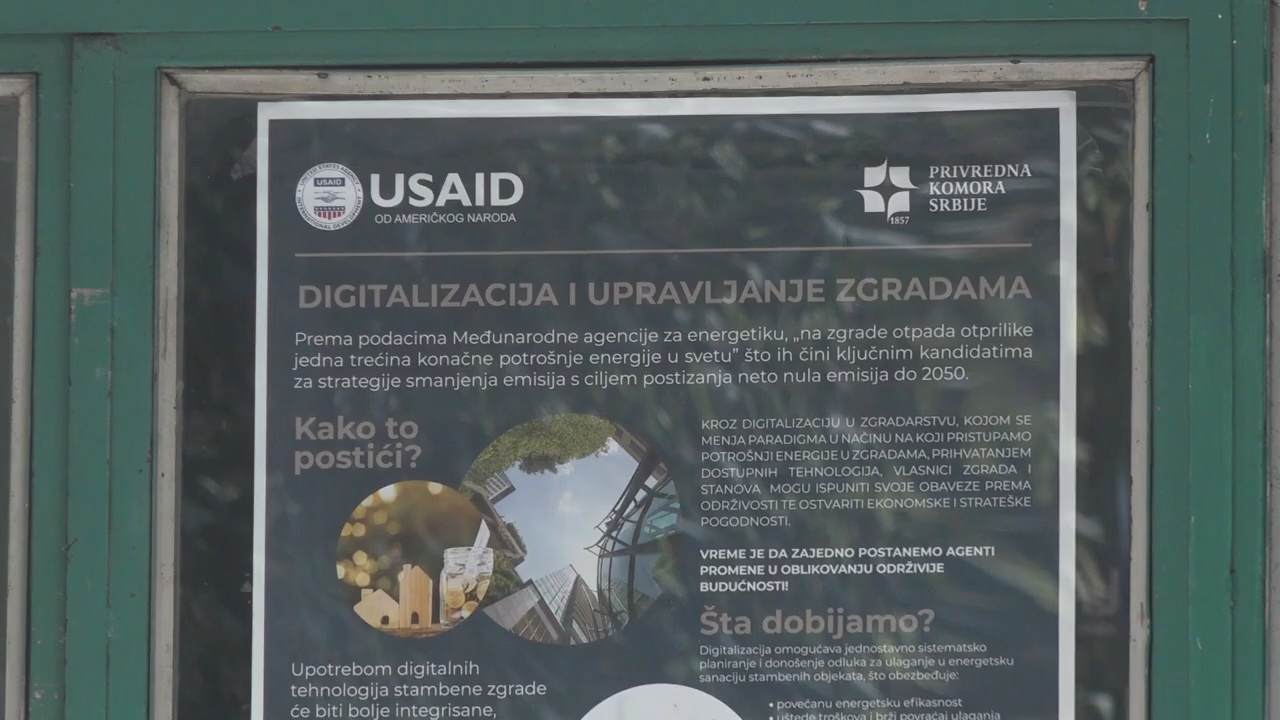 UNITED STATES AGENCY
USAID
INTERNATIONAL DEVELOPMENT
USAID
OD AMERIČKOG NARODA
PRIVREDNA
KOMORA
SRBIJE
1857
DIGITALIZACIJA I UPRAVLJANJE ZGRADAMA
Prema podacima Međunarodne agencije za energetiku, „na zgrade otpada otprilike
jedna trećina konačne potrošnje energije u svetu” što ih čini ključnim kandidatima
za strategije smanjenja emisija s ciljem postizanja neto nula emisija do 2050.
Kako to
postići?
KROZ DIGITALIZACIJU U ZGRADARSTVU, KOJOM SE
MENJA PARADIGMA U NAČINU NA KOJI PRISTUPAMO
POTROŠNJI ENERGIJE U ZGRADAMA, PRIHVATANJEM
DOSTUPNIH TEHNOLOGIJA, VLASNICI ZGRADA I
STANOVA MOGU ISPUNITI SVOJE OBAVEZE PREMA
ODRŽIVOSTI TE OSTVARITI EKONOMSKE I STRATEŠKE
POGODNOSTI.
VREME JE DA ZAJEDNO POSTANEMO AGENTI
PROMENE U OBLIKOVANJU ODRŽIVIJE
BUDUĆNOSTI!
Šta dobijamo?
Digitalizacija omogućava jednostavno sistematsko
planiranje i donošenje odluka za ulaganje u energetsku
sanaciju stambenih objekata, što obezbeđuje:
• povećanu energetsku efikasnost
• uštede troškova i brži povraćaj ulaganja
Upotrebom digitalnih
tehnologija stambene zgrade
će biti bolje integrisane,